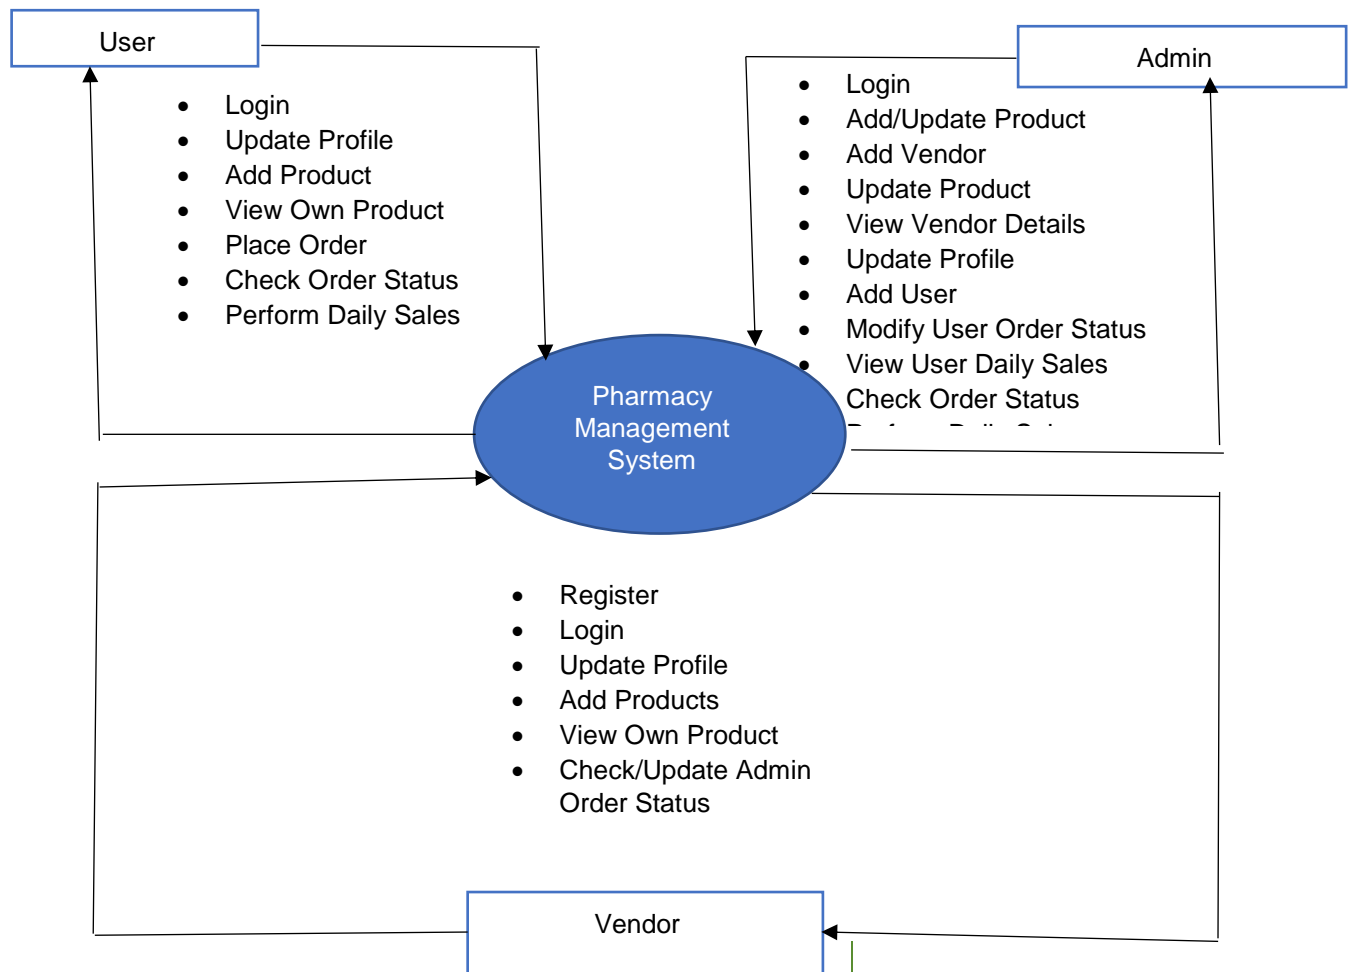 User
• Login
• Update Profile
• Add Product
• View Own Product
• Place Order
• Check Order Status
• Perform Daily Sales
Admin
• Login
• Add/Update Product
• Add Vendor
• Update Product
• View Vendor Details
• Update Profile
• Add User
• Modify User Order Status
• View User Daily Sales
Check Order Status
Pharmacy
Management
System
• Register
• Login
• Update Profile
• Add Products
• View Own Product
• Check/Update Admin
Order Status
Vendor